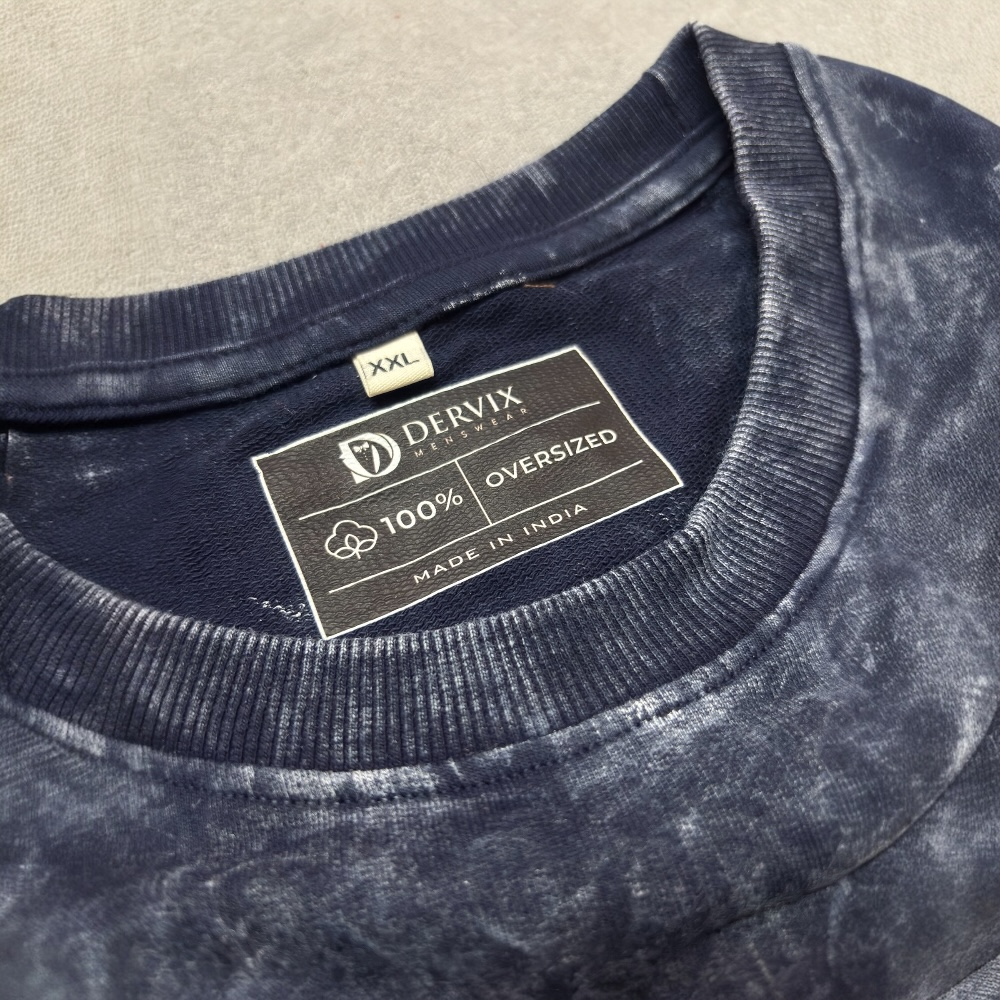 XXL
DERVIX
MENSWEAR
100%
OVERSIZED
MADE IN INDIA